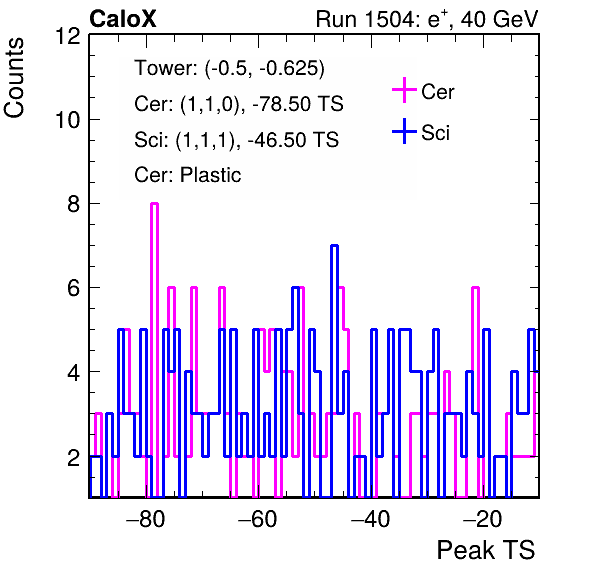 CaloX Run 1504: e+, 40 GeV
Counts
12
10
8
6
4
2
Tower: (-0.5, -0.625)
Cer: (1,1,0), -78.50 TS
Sci: (1,1,1), -46.50 TS
Cer: Plastic
Cer
Sci
−80 −60 −40 −20
Peak TS